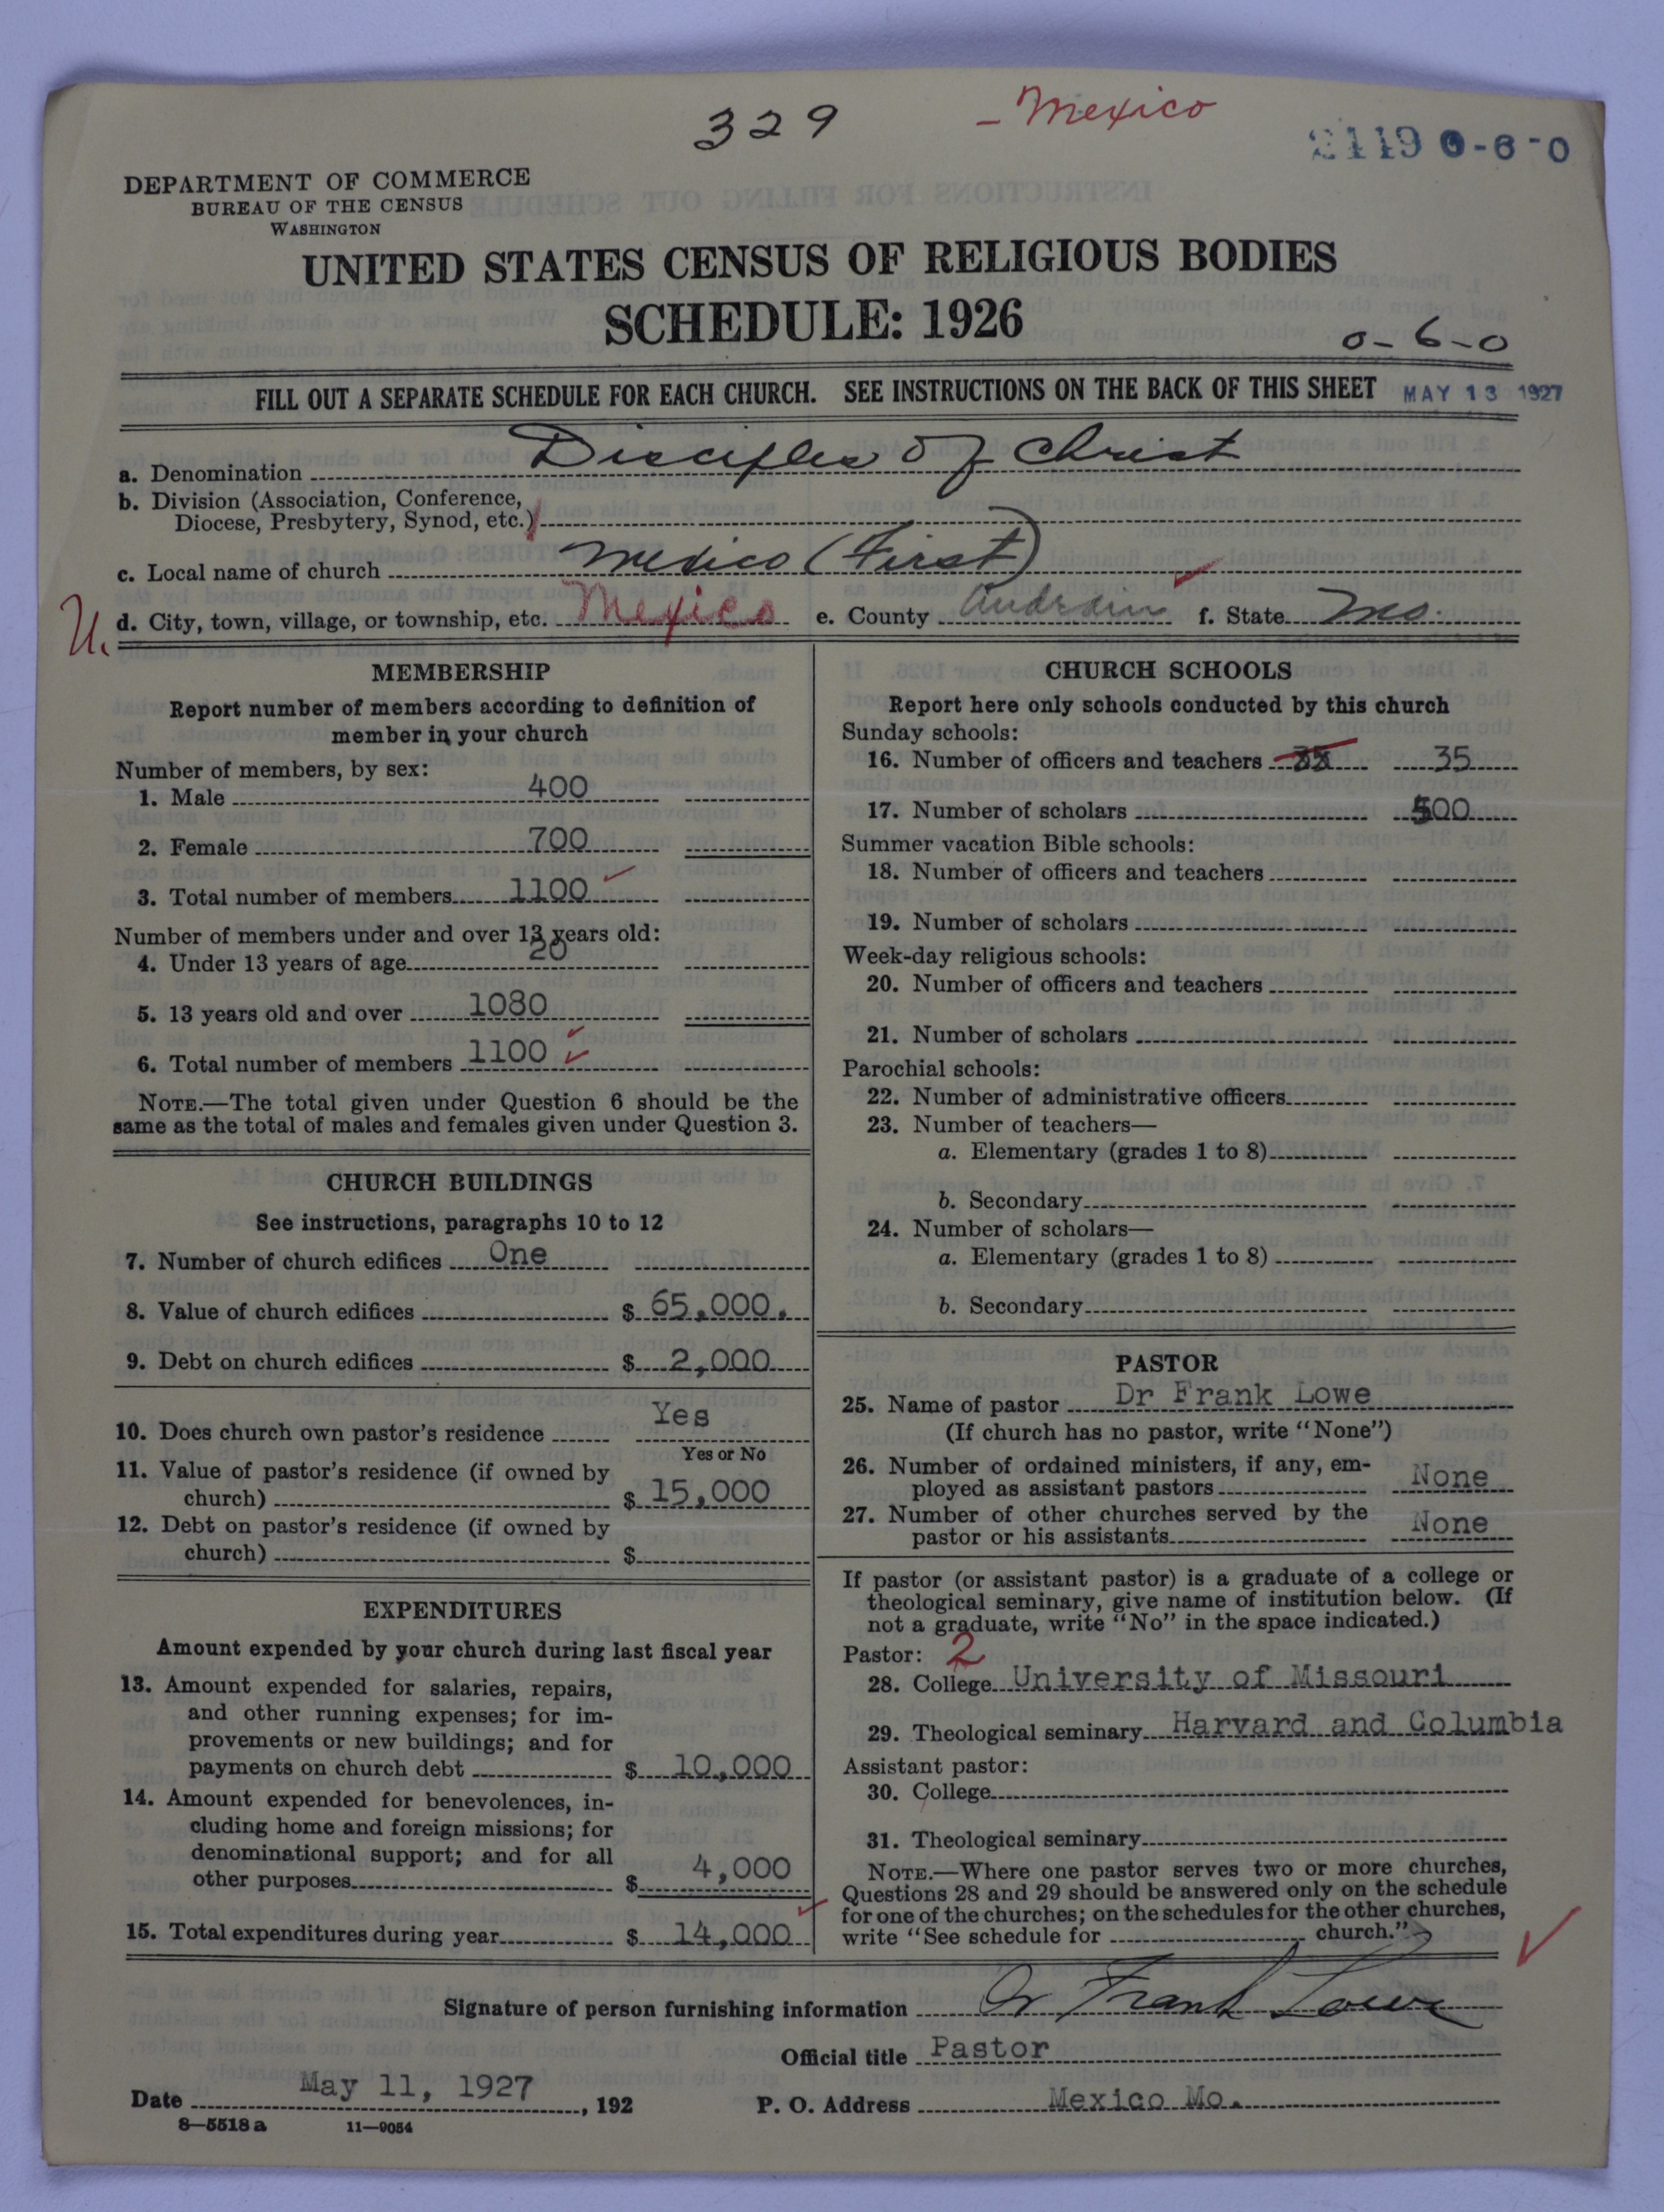 329
- Mexico
21190-6-0
DEPARTMENT OF COMMERCE
BUREAU OF THE CENSUS
WASHINGTON
UNITED STATES CENSUS OF RELIGIOUS BODIES
SCHEDULE: 1926
0-6-0
FILL OUT A SEPARATE SCHEDULE FOR EACH CHURCH. SEE INSTRUCTIONS ON THE BACK OF THIS SHEET
MAY 13 1927
a. Denomination Disciples of Christ
b. Division (Association, Conference,
Diocese, Presbytery, Synod, etc.)
c. Local name of church Mexico (First)
U.
d. City, town, village, or township, etc. Mexico e. County Audrain f. State Mo.
MEMBERSHIP
Report number of members according to definition of
member in your church
Number of members, by sex:
1. Male 400
2. Female 700
3. Total number of members 1100
Number of members under and over 13 years old:
4. Under 13 years of age 20
5. 13 years old and over 1080
6. Total number of members 1100
NOTE.—The total given under Question 6 should be the
same as the total of males and females given under Question 3.
CHURCH BUILDINGS
See instructions, paragraphs 10 to 12
7. Number of church edifices One
8. Value of church edifices $ 65,000.
9. Debt on church edifices $ 2,000
10. Does church own pastor's residence Yes
Yes or No
11. Value of pastor's residence (if owned by
church) $ 15,000
12. Debt on pastor's residence (if owned by
church) $
EXPENDITURES
Amount expended by your church during last fiscal year
13. Amount expended for salaries, repairs,
and other running expenses; for im-
provements or new buildings; and for
payments on church debt $ 10,000
14. Amount expended for benevolences, in-
cluding home and foreign missions; for
denominational support; and for all
other purposes $ 4,000
15. Total expenditures during year $ 14,000
CHURCH SCHOOLS
Report here only schools conducted by this church
Sunday schools:
16. Number of officers and teachers 35
17. Number of scholars 500
Summer vacation Bible schools:
18. Number of officers and teachers
19. Number of scholars
Week-day religious schools:
20. Number of officers and teachers
21. Number of scholars
Parochial schools:
22. Number of administrative officers
23. Number of teachers—
a. Elementary (grades 1 to 8)
b. Secondary
24. Number of scholars—
a. Elementary (grades 1 to 8)
b. Secondary
PASTOR
25. Name of pastor Dr Frank Lowe
(If church has no pastor, write "None")
26. Number of ordained ministers, if any, em-
ployed as assistant pastors None
27. Number of other churches served by the
pastor or his assistants None
If pastor (or assistant pastor) is a graduate of a college or
theological seminary, give name of institution below. (If
not a graduate, write "No" in the space indicated.)
Pastor: 2
28. College University of Missouri
29. Theological seminary Harvard and Columbia
Assistant pastor:
30. College
31. Theological seminary
NOTE.—Where one pastor serves two or more churches,
Questions 28 and 29 should be answered only on the schedule
for one of the churches; on the schedules for the other churches,
write "See schedule for church."
Signature of person furnishing information Dr Frank Lowe
Official title Pastor
Date May 11, 1927, 192 P. O. Address Mexico Mo.
8—5518 a 11—9054